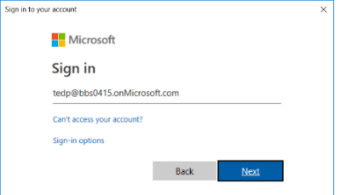 Sign in to your account
Microsoft
Sign in
tedp@bbs0415.onMicrosoft.com
Can't access your account?
Sign-in options
Back Next